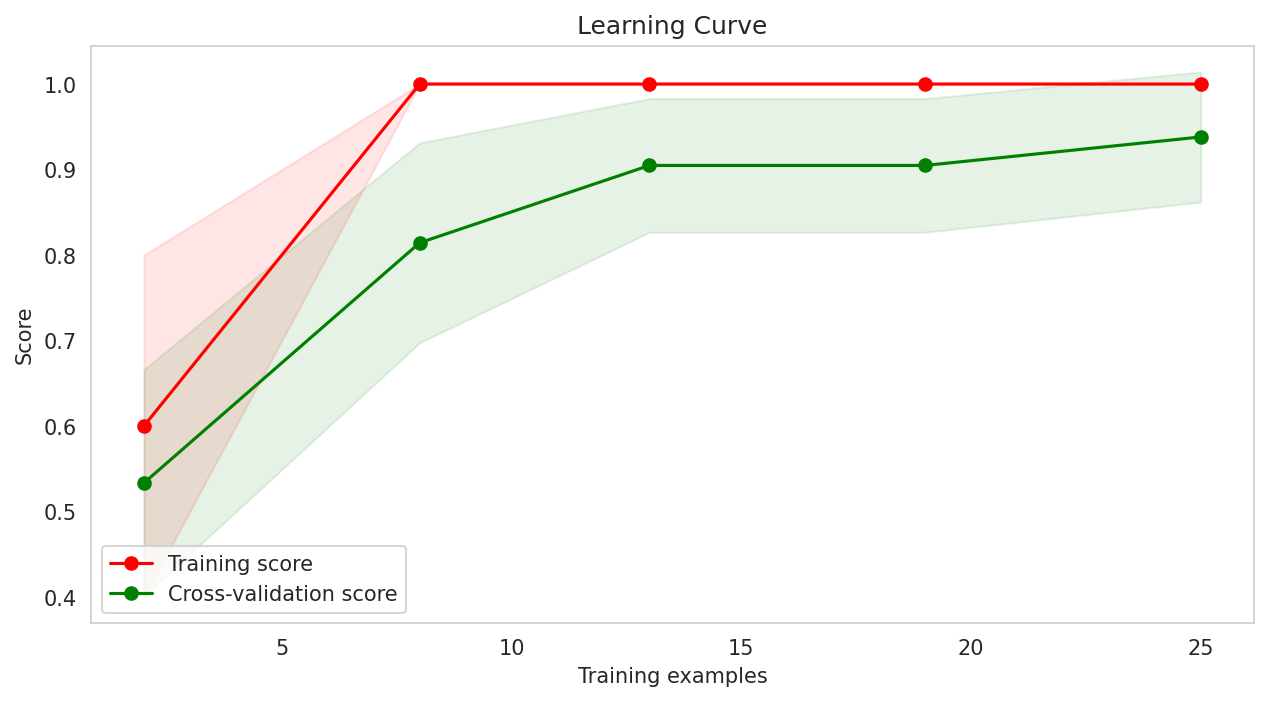 Learning Curve
1.0
0.9
0.8
0.7
0.6
0.5
0.4
Score
Training score
Cross-validation score
5
10
15
20
25
Training examples